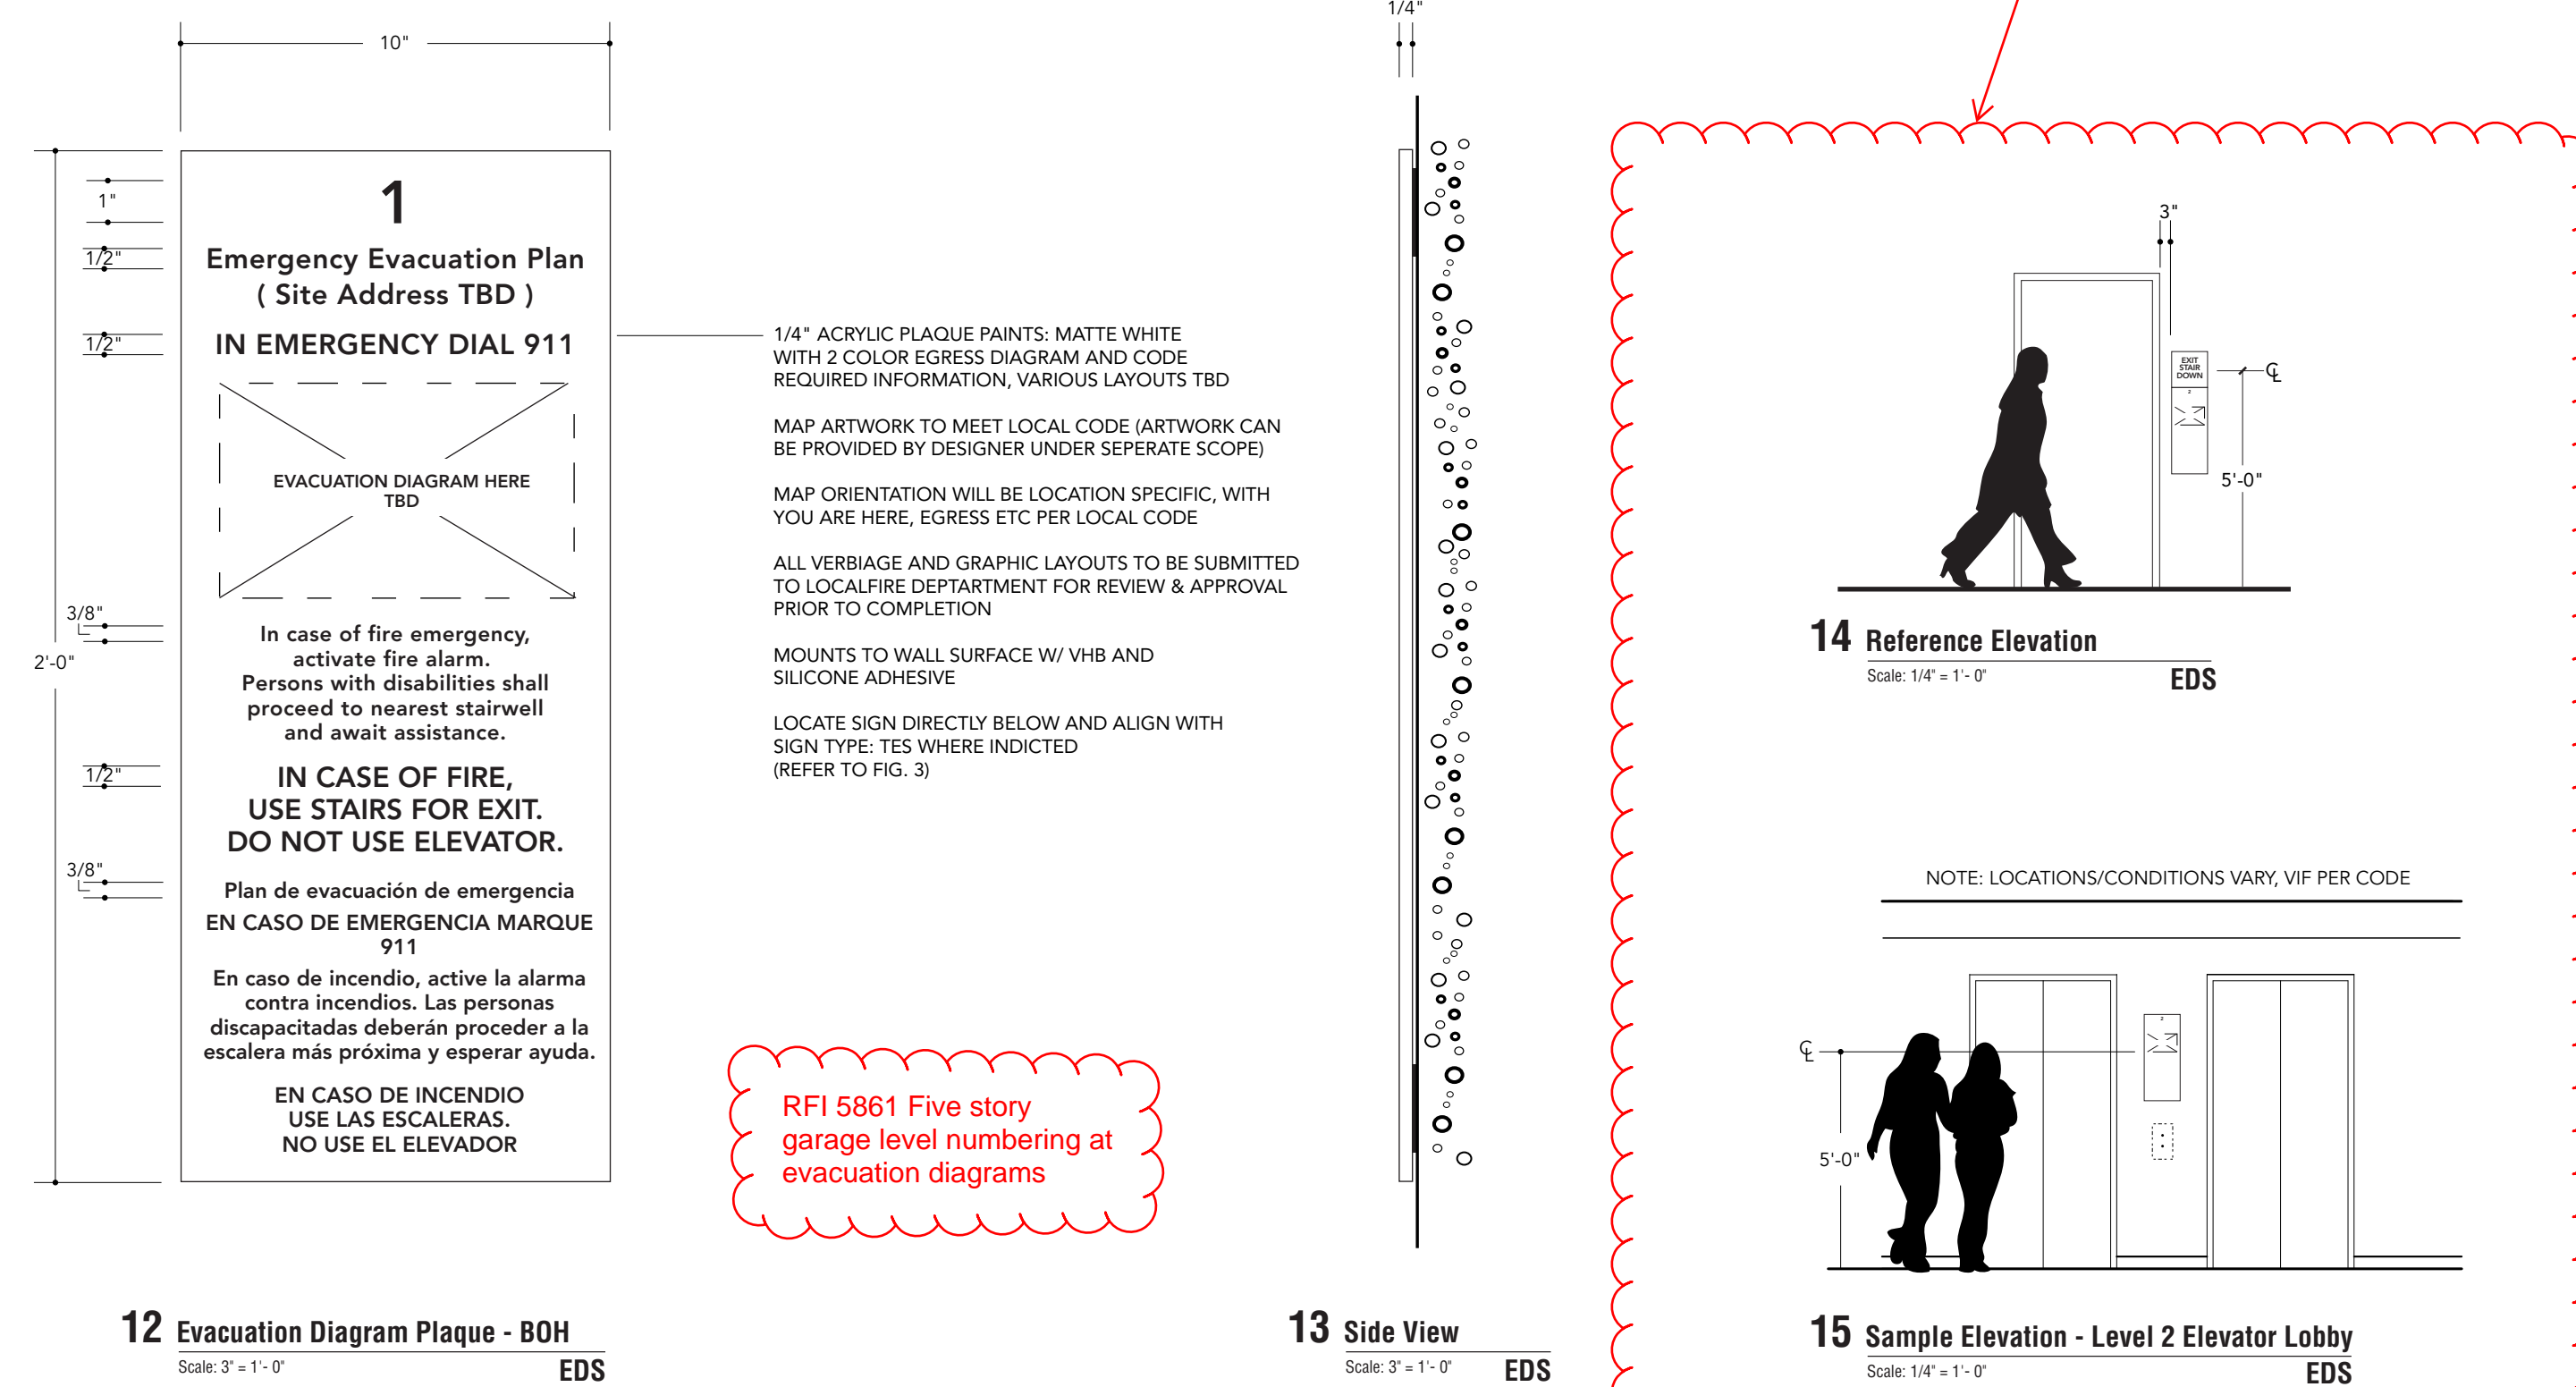 10"
1/4"
2'-0"
1"
1/2"
1/2"
3/8"
1/2"
3/8"
1
Emergency Evacuation Plan
( Site Address TBD )
IN EMERGENCY DIAL 911
EVACUATION DIAGRAM HERE
TBD
In case of fire emergency,
activate fire alarm.
Persons with disabilities shall
proceed to nearest stairwell
and await assistance.
IN CASE OF FIRE,
USE STAIRS FOR EXIT.
DO NOT USE ELEVATOR.
Plan de evacuación de emergencia
EN CASO DE EMERGENCIA MARQUE
911
En caso de incendio, active la alarma
contra incendios. Las personas
discapacitadas deberán proceder a la
escalera más próxima y esperar ayuda.
EN CASO DE INCENDIO
USE LAS ESCALERAS.
NO USE EL ELEVADOR
12 Evacuation Diagram Plaque - BOH
Scale: 3" = 1'- 0"
EDS
1/4" ACRYLIC PLAQUE PAINTS: MATTE WHITE
WITH 2 COLOR EGRESS DIAGRAM AND CODE
REQUIRED INFORMATION, VARIOUS LAYOUTS TBD
MAP ARTWORK TO MEET LOCAL CODE (ARTWORK CAN
BE PROVIDED BY DESIGNER UNDER SEPERATE SCOPE)
MAP ORIENTATION WILL BE LOCATION SPECIFIC, WITH
YOU ARE HERE, EGRESS ETC PER LOCAL CODE
ALL VERBIAGE AND GRAPHIC LAYOUTS TO BE SUBMITTED
TO LOCALFIRE DEPTARTMENT FOR REVIEW & APPROVAL
PRIOR TO COMPLETION
MOUNTS TO WALL SURFACE W/ VHB AND
SILICONE ADHESIVE
LOCATE SIGN DIRECTLY BELOW AND ALIGN WITH
SIGN TYPE: TES WHERE INDICTED
(REFER TO FIG. 3)
RFI 5861 Five story
garage level numbering at
evacuation diagrams
13 Side View
Scale: 3" = 1'- 0"
EDS
3"
EXIT
STAIR
DOWN
2
℄
5'-0"
14 Reference Elevation
Scale: 1/4" = 1'- 0"
EDS
NOTE: LOCATIONS/CONDITIONS VARY, VIF PER CODE
2
℄
5'-0"
15 Sample Elevation - Level 2 Elevator Lobby
Scale: 1/4" = 1'- 0"
EDS